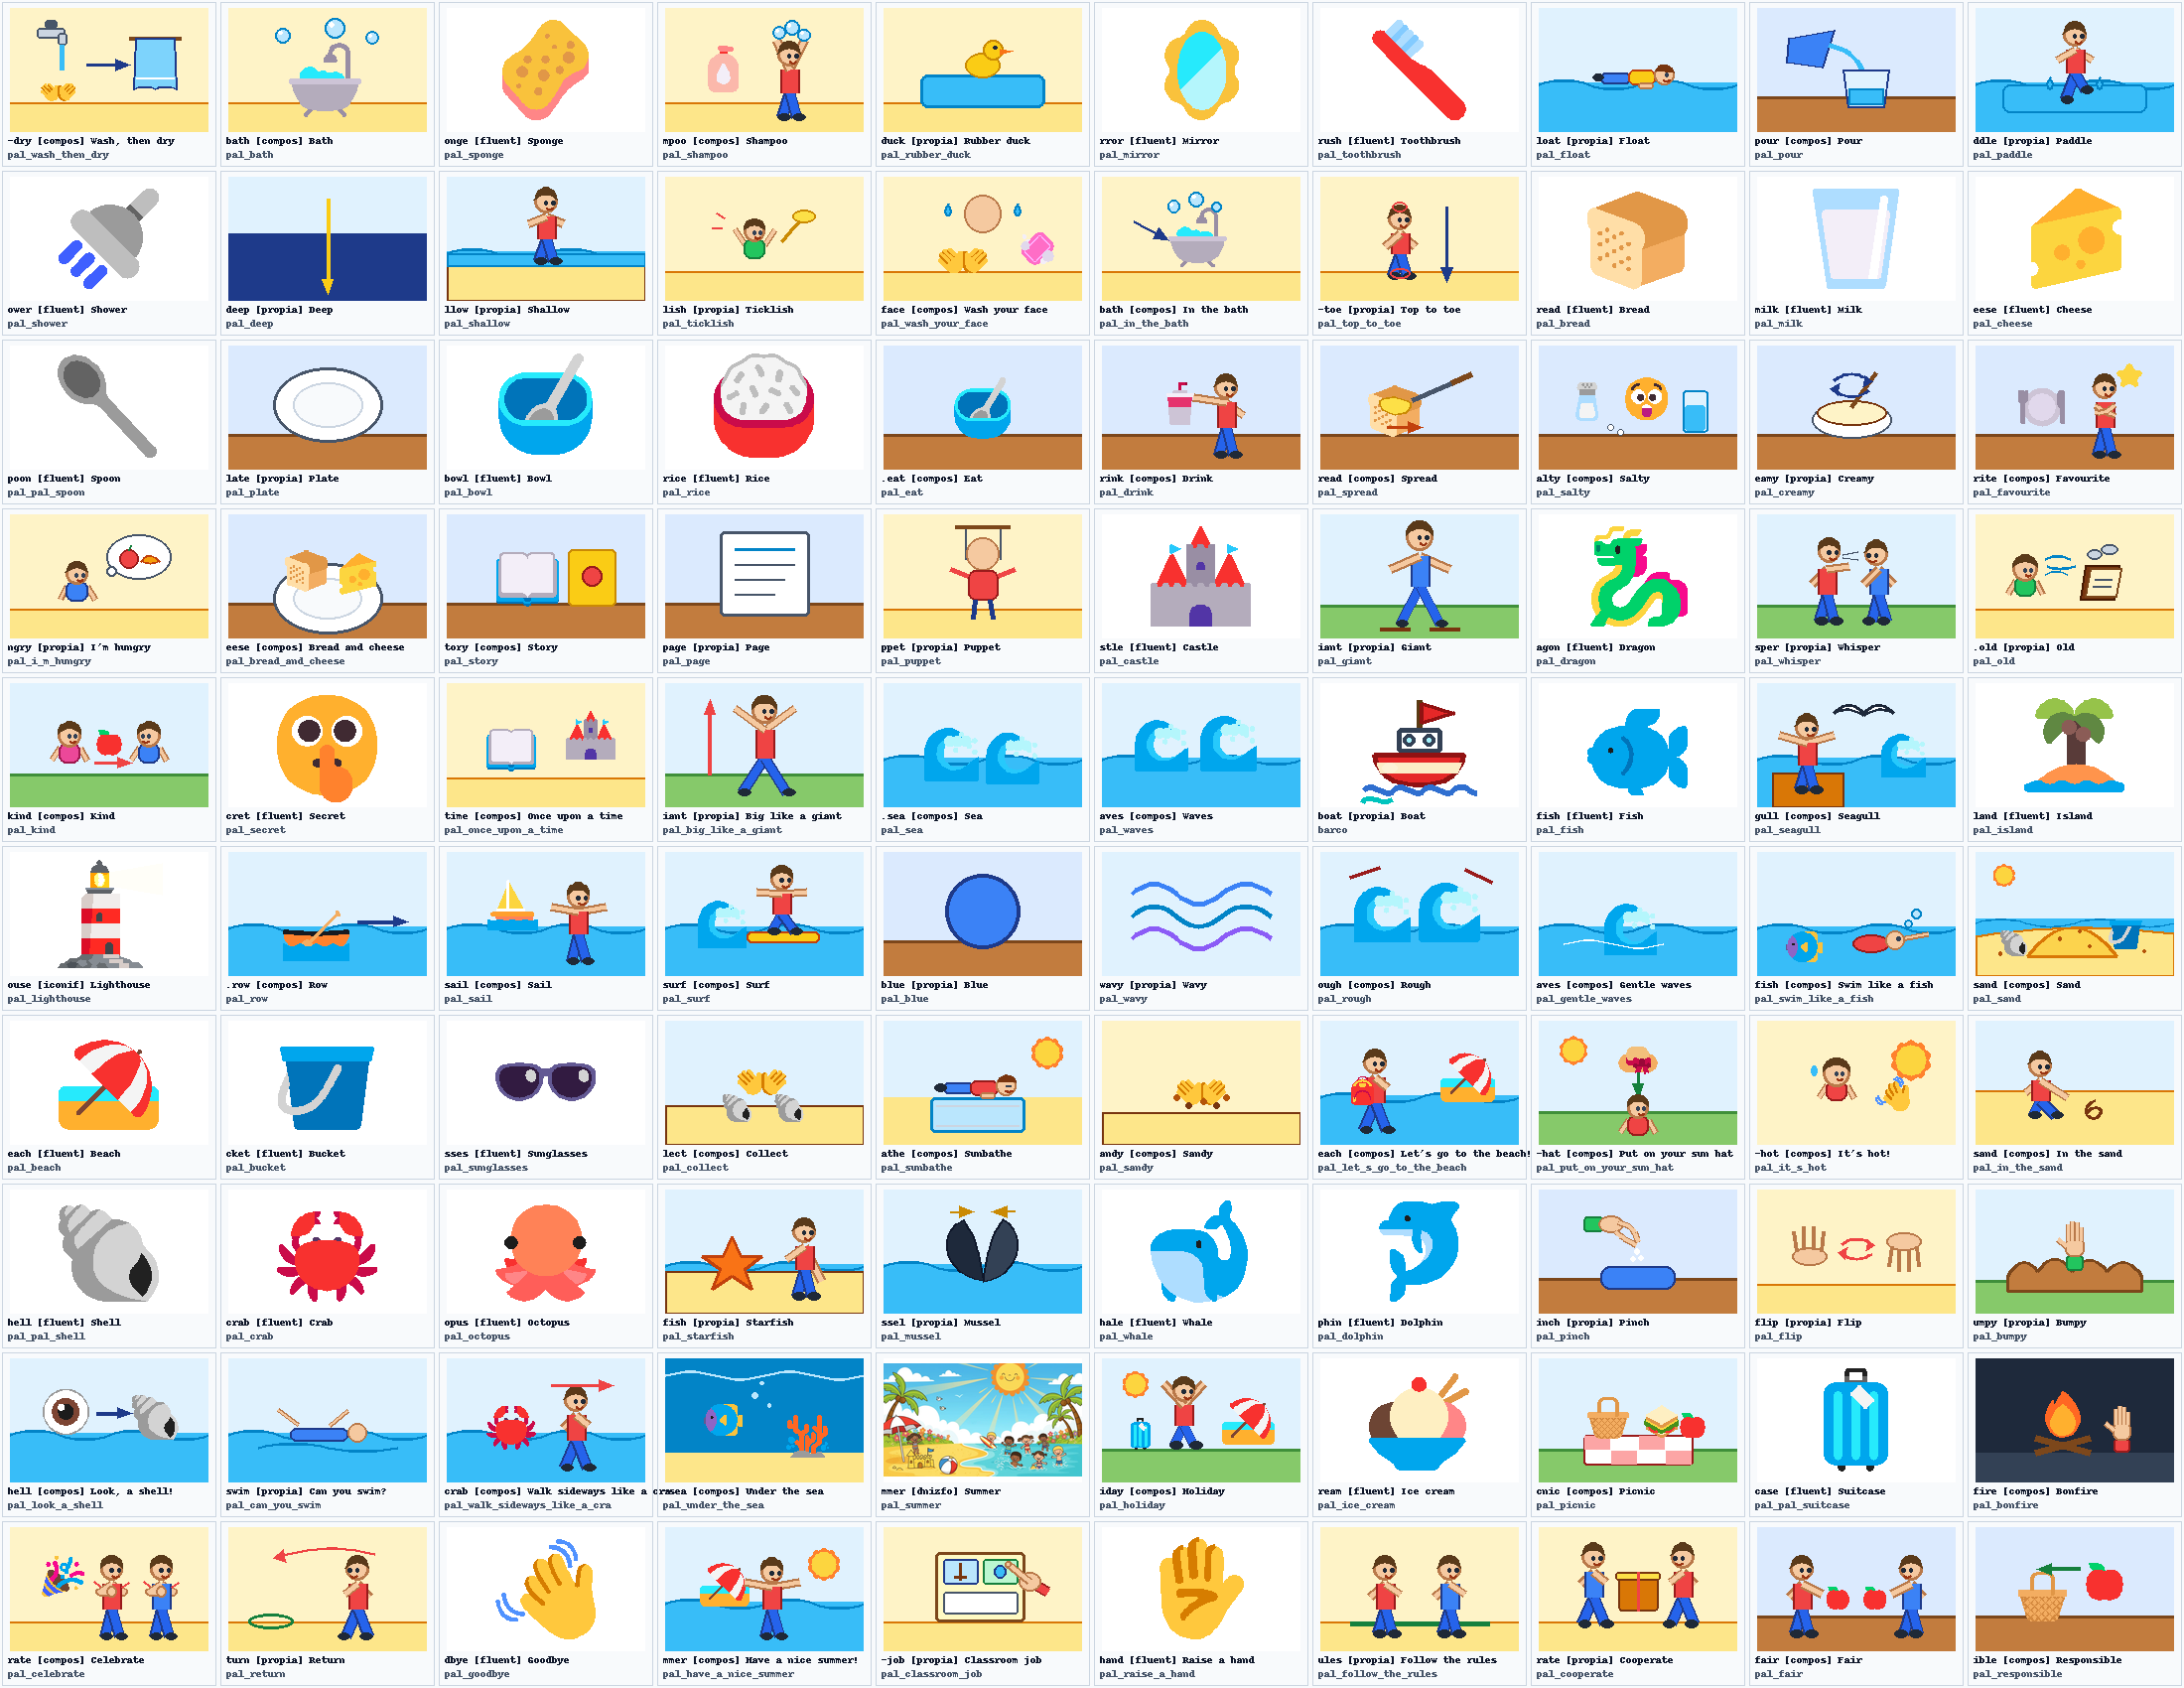 -dry [compos] Wash, then dry
pal_wash_then_dry
bath [compos] Bath
pal_bath
onge [fluent] Sponge
pal_sponge
mpoo [compos] Shampoo
pal_shampoo
duck [propia] Rubber duck
pal_rubber_duck
rror [fluent] Mirror
pal_mirror
rush [fluent] Toothbrush
pal_toothbrush
loat [propia] Float
pal_float
pour [compos] Pour
pal_pour
ddle [propia] Paddle
pal_paddle
ower [fluent] Shower
pal_shower
deep [propia] Deep
pal_deep
llow [propia] Shallow
pal_shallow
lish [propia] Ticklish
pal_ticklish
face [compos] Wash your face
pal_wash_your_face
bath [compos] In the bath
pal_in_the_bath
-toe [propia] Top to toe
pal_top_to_toe
read [fluent] Bread
pal_bread
milk [fluent] Milk
pal_milk
eese [fluent] Cheese
pal_cheese
poon [fluent] Spoon
pal_pal_spoon
late [propia] Plate
pal_plate
bowl [fluent] Bowl
pal_bowl
rice [fluent] Rice
pal_rice
.eat [compos] Eat
pal_eat
rink [compos] Drink
pal_drink
read [compos] Spread
pal_spread
alty [compos] Salty
pal_salty
eamy [propia] Creamy
pal_creamy
rite [compos] Favourite
pal_favourite
ngry [propia] I'm hungry
pal_i_m_hungry
eese [compos] Bread and cheese
pal_bread_and_cheese
tory [compos] Story
pal_story
page [propia] Page
pal_page
ppet [propia] Puppet
pal_puppet
stle [fluent] Castle
pal_castle
iant [propia] Giant
pal_giant
agon [fluent] Dragon
pal_dragon
sper [propia] Whisper
pal_whisper
.old [propia] Old
pal_old
kind [compos] Kind
pal_kind
cret [fluent] Secret
pal_secret
time [compos] Once upon a time
pal_once_upon_a_time
iant [propia] Big like a giant
pal_big_like_a_giant
.sea [compos] Sea
pal_sea
aves [compos] Waves
pal_waves
boat [propia] Boat
barco
fish [fluent] Fish
pal_fish
gull [compos] Seagull
pal_seagull
land [fluent] Island
pal_island
ouse [iconif] Lighthouse
pal_lighthouse
.row [compos] Row
pal_row
sail [compos] Sail
pal_sail
surf [compos] Surf
pal_surf
blue [propia] Blue
pal_blue
wavy [propia] Wavy
pal_wavy
ough [compos] Rough
pal_rough
aves [compos] Gentle waves
pal_gentle_waves
fish [compos] Swim like a fish
pal_swim_like_a_fish
sand [compos] Sand
pal_sand
each [fluent] Beach
pal_beach
cket [fluent] Bucket
pal_bucket
sses [fluent] Sunglasses
pal_sunglasses
lect [compos] Collect
pal_collect
athe [compos] Sunbathe
pal_sunbathe
andy [compos] Sandy
pal_sandy
each [compos] Let's go to the beach!
pal_let_s_go_to_the_beach
-hat [compos] Put on your sun hat
pal_put_on_your_sun_hat
-hot [compos] It's hot!
pal_it_s_hot
sand [compos] In the sand
pal_in_the_sand
hell [fluent] Shell
pal_pal_shell
crab [fluent] Crab
pal_crab
opus [fluent] Octopus
pal_octopus
fish [propia] Starfish
pal_starfish
ssel [propia] Mussel
pal_mussel
hale [fluent] Whale
pal_whale
phin [fluent] Dolphin
pal_dolphin
inch [propia] Pinch
pal_pinch
flip [propia] Flip
pal_flip
umpy [propia] Bumpy
pal_bumpy
hell [compos] Look, a shell!
pal_look_a_shell
swim [propia] Can you swim?
pal_can_you_swim
crab [compos] Walk sideways like a
pal_walk_sideways_like_a_cra
[compos] Under the sea
pal_under_the_sea
mmer [dnizfo] Summer
pal_summer
iday [compos] Holiday
pal_holiday
ream [fluent] Ice cream
pal_ice_cream
cnic [compos] Picnic
pal_picnic
case [fluent] Suitcase
pal_pal_suitcase
fire [compos] Bonfire
pal_bonfire
rate [compos] Celebrate
pal_celebrate
turn [propia] Return
pal_return
dbye [fluent] Goodbye
pal_goodbye
mmer [compos] Have a nice summer!
pal_have_a_nice_summer
-job [propia] Classroom job
pal_classroom_job
hand [fluent] Raise a hand
pal_raise_a_hand
ules [propia] Follow the rules
pal_follow_the_rules
rate [propia] Cooperate
pal_cooperate
fair [compos] Fair
pal_fair
ible [compos] Responsible
pal_responsible